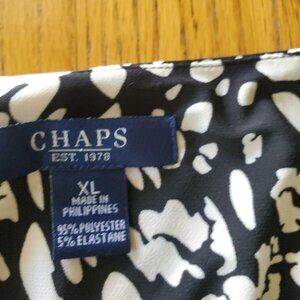 CHAPS
EST. 1978
XL
MADE IN
PHILIPPINES
95% POLYESTER
5% ELASTANE